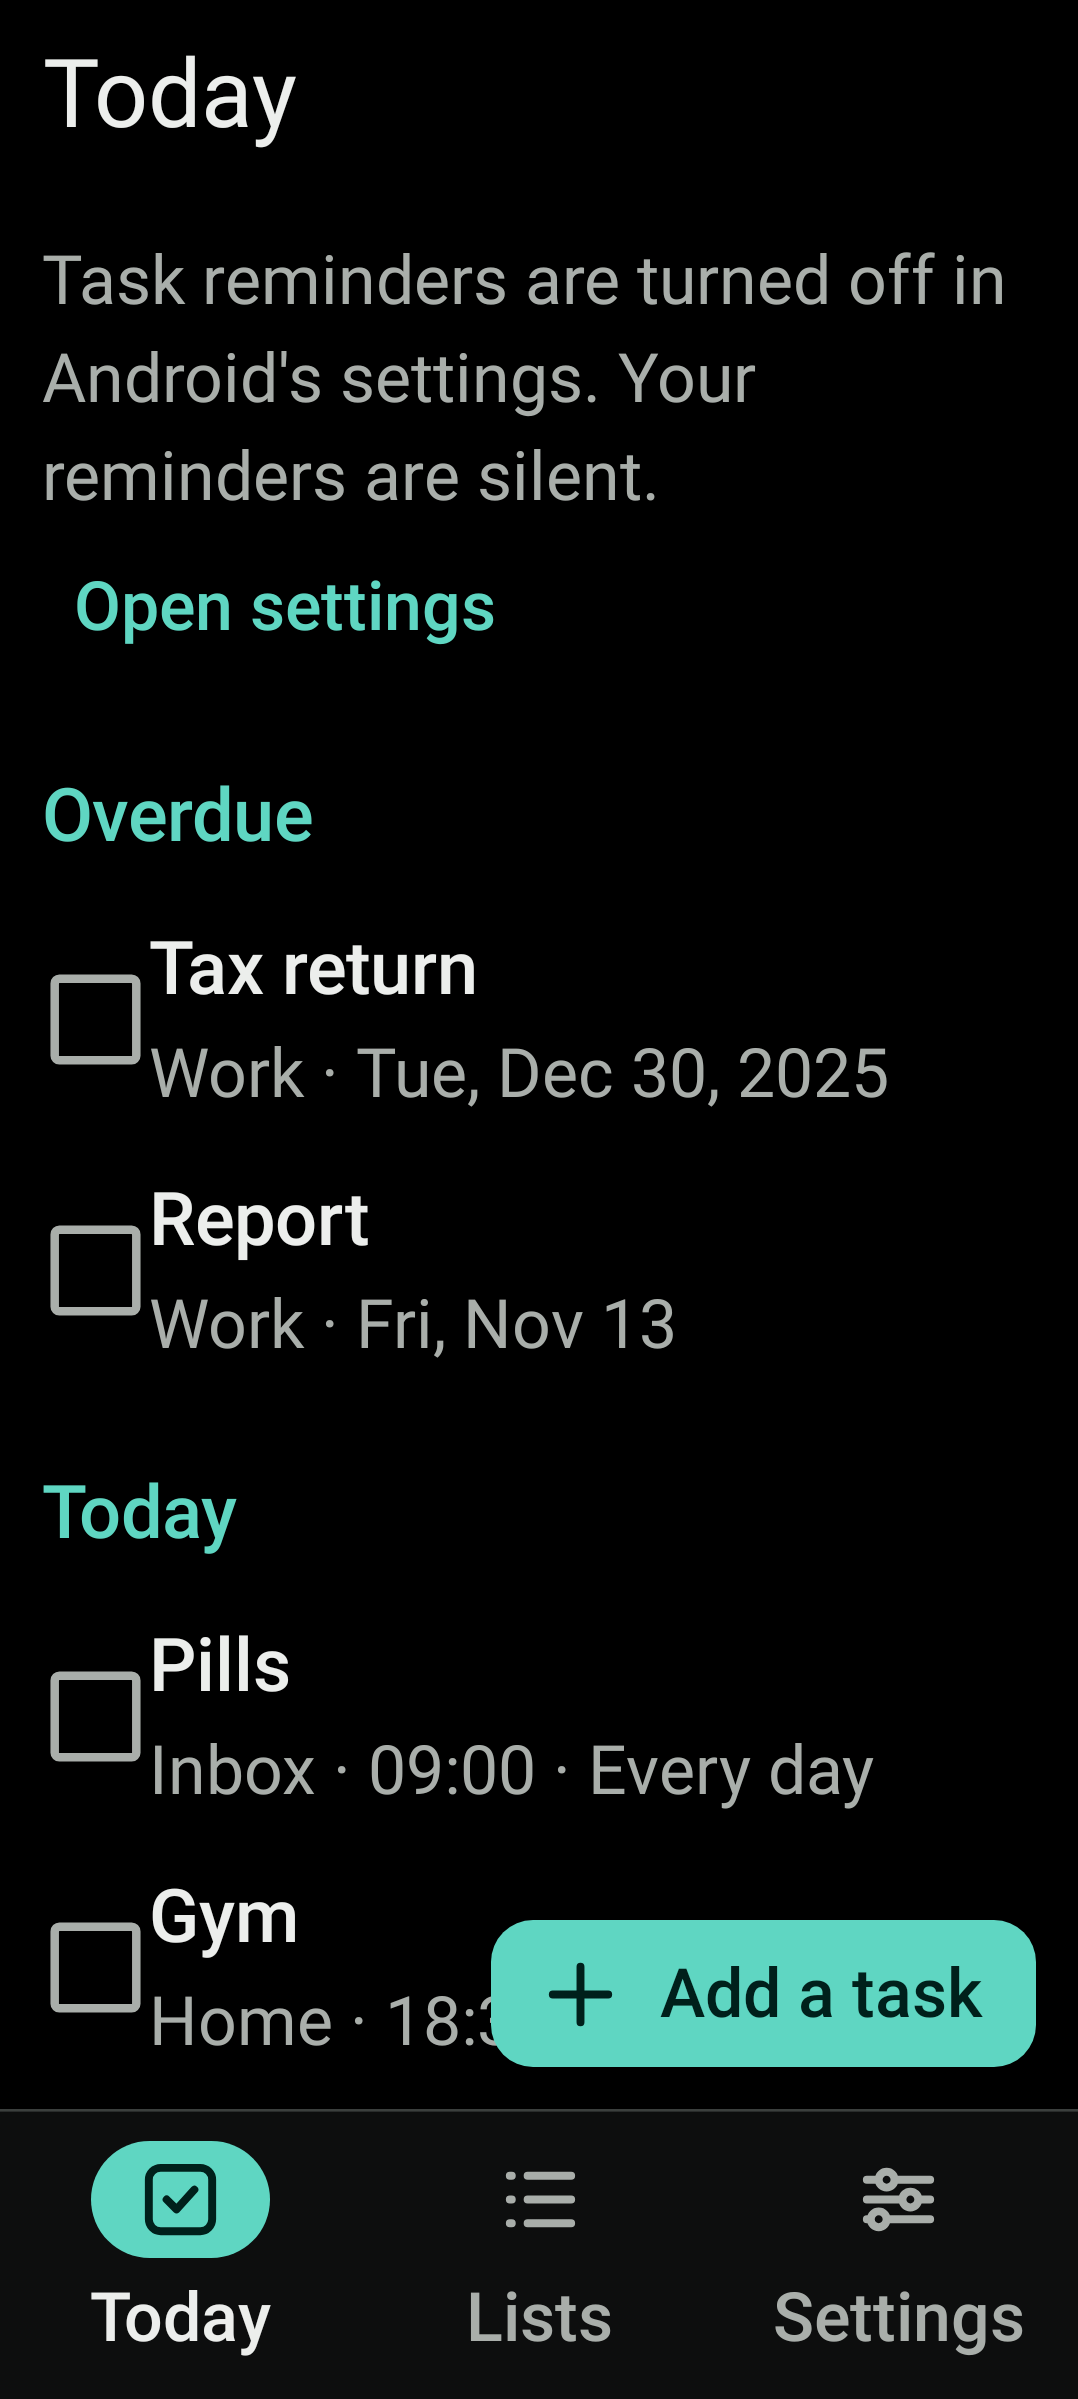 Today
Task reminders are turned off in
Android's settings. Your
reminders are silent.
Open settings
Overdue
Tax return
Work · Tue, Dec 30, 2025
Report
Work · Fri, Nov 13
Today
Pills
Inbox · 09:00 · Every day
Gym
Home ·
Add a task
Today
Lists
Settings